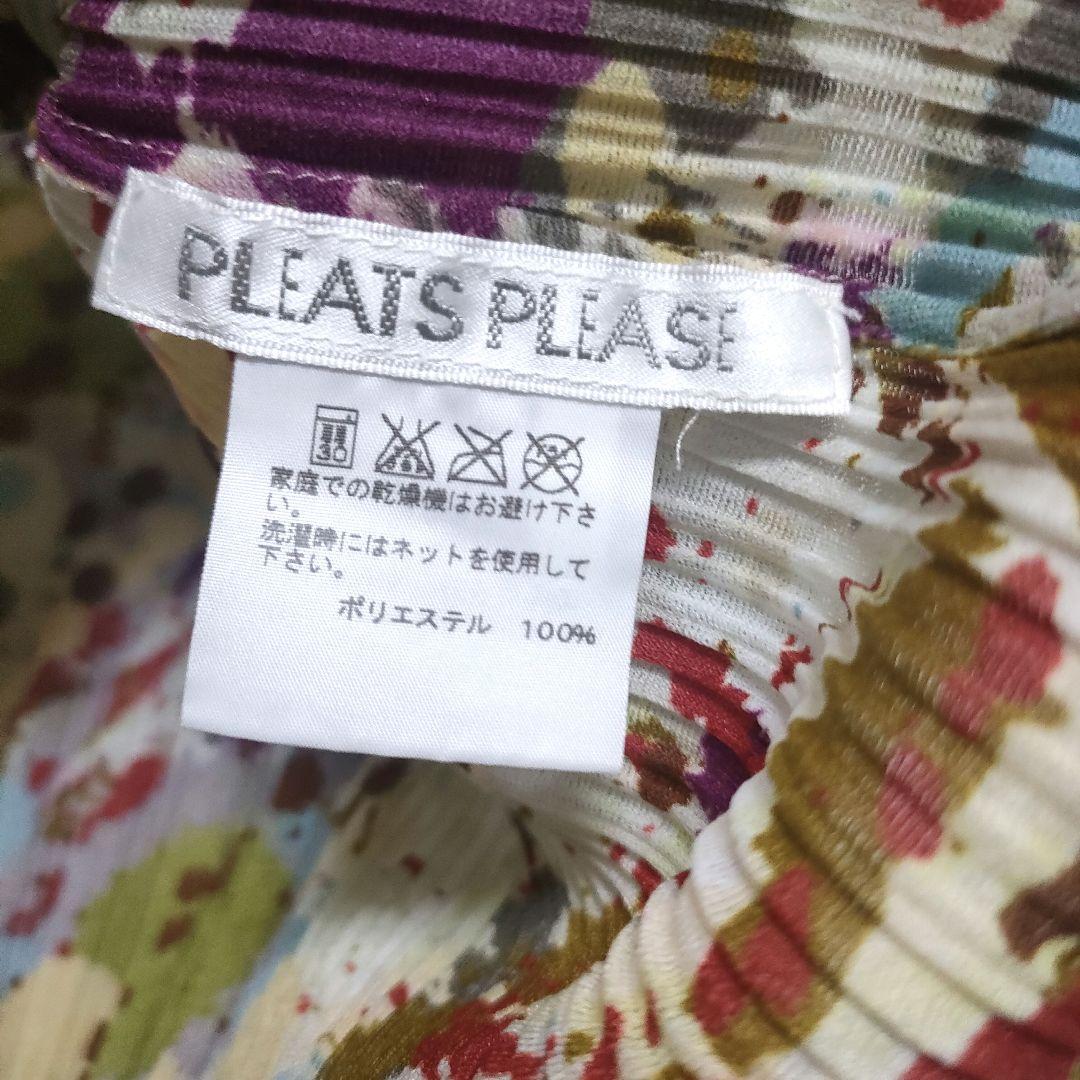 PLEATS PLEASE
30
家庭での乾燥機はお避け下さ
い。
洗濯時にはネットを使用して
下さい。
ポリエステル 100%